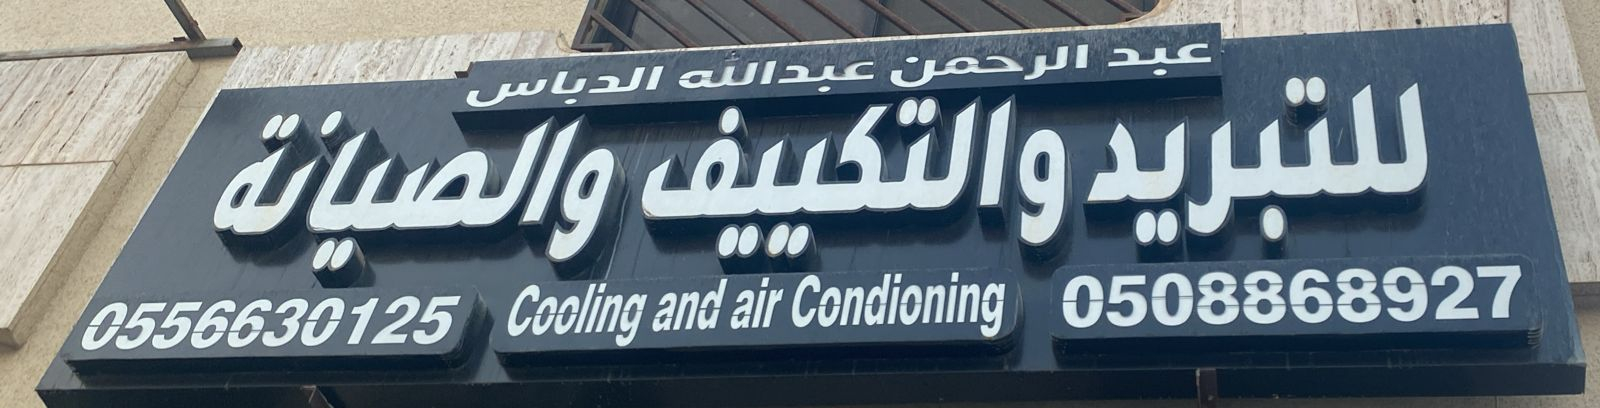 عبد الرحمن عبدالله الدباس
للتبريد والتكييف والصيانة
0556630125 Cooling and air Condioning 0508868927